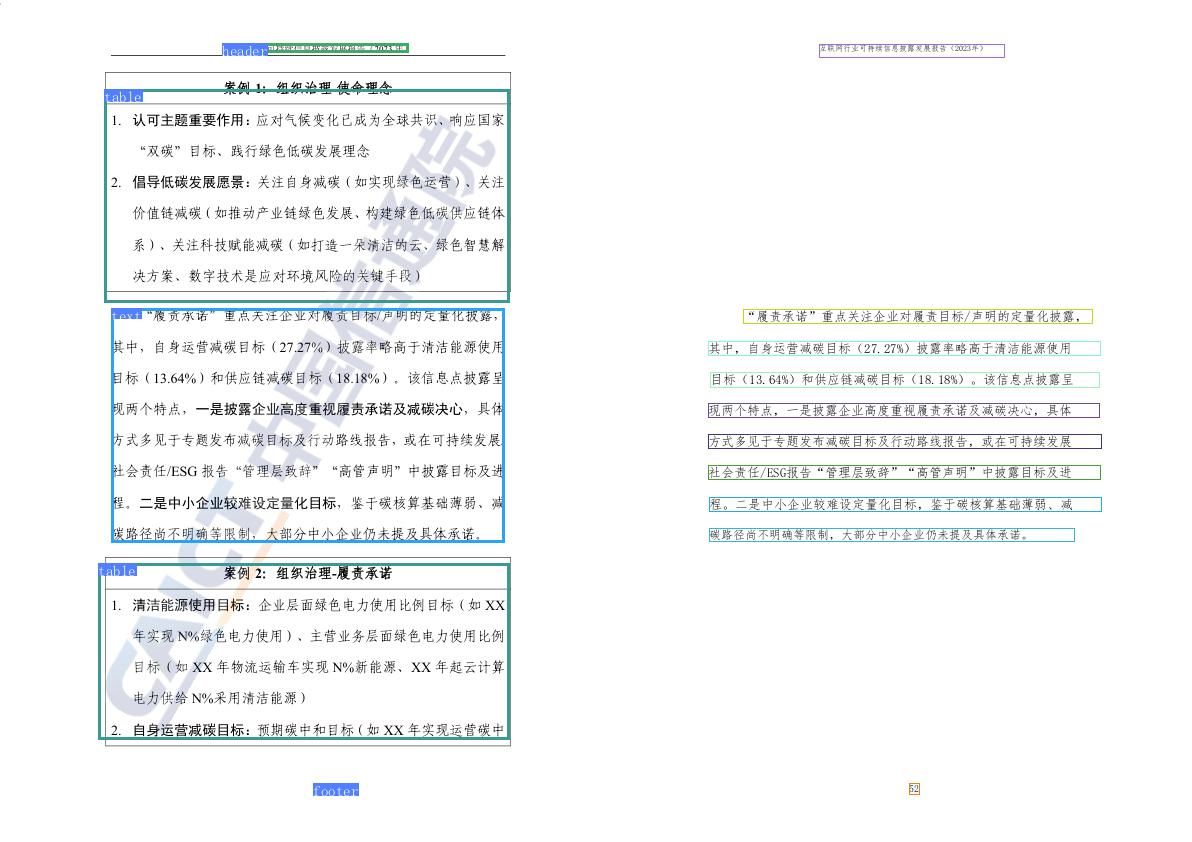 header
互联网行业可持续信息披露发展报告（2023年）
案例 1：组织治理-使命理念
table
1. 认可主题重要作用：应对气候变化已成为全球共识、响应国家
“双碳”目标、践行绿色低碳发展理念
2. 倡导低碳发展愿景：关注自身减碳（如实现绿色运营）、关注
价值链减碳（如推动产业链绿色发展、构建绿色低碳供应链体
系）、关注科技赋能减碳（如打造一朵清洁的云、绿色智慧解
决方案、数字技术是应对环境风险的关键手段）
text
“履责承诺”重点关注企业对履责目标/声明的定量化披露，
其中，自身运营减碳目标（27.27%）披露率略高于清洁能源使用
目标（13.64%）和供应链减碳目标（18.18%）。该信息点披露呈
现两个特点，一是披露企业高度重视履责承诺及减碳决心，具体
方式多见于专题发布减碳目标及行动路线报告，或在可持续发展
社会责任/ESG 报告“管理层致辞”“高管声明”中披露目标及进
程。二是中小企业较难设定量化目标，鉴于碳核算基础薄弱、减
碳路径尚不明确等限制，大部分中小企业仍未提及具体承诺。
table
案例 2：组织治理-履责承诺
1. 清洁能源使用目标：企业层面绿色电力使用比例目标（如 XX
年实现 N%绿色电力使用）、主营业务层面绿色电力使用比例
目标（如 XX 年物流运输车实现 N%新能源、XX 年起云计算
电力供给 N%采用清洁能源）
2. 自身运营减碳目标：预期碳中和目标（如 XX 年实现运营碳中
footer
CAICT 中国信通院
互联网行业可持续信息披露发展报告（2023年）
“履责承诺”重点关注企业对履责目标/声明的定量化披露，
其中，自身运营减碳目标（27.27%）披露率略高于清洁能源使用
目标（13.64%）和供应链减碳目标（18.18%）。该信息点披露呈
现两个特点，一是披露企业高度重视履责承诺及减碳决心，具体
方式多见于专题发布减碳目标及行动路线报告，或在可持续发展
社会责任/ESG报告“管理层致辞”“高管声明”中披露目标及进
程。二是中小企业较难设定量化目标，鉴于碳核算基础薄弱、减
碳路径尚不明确等限制，大部分中小企业仍未提及具体承诺。
52